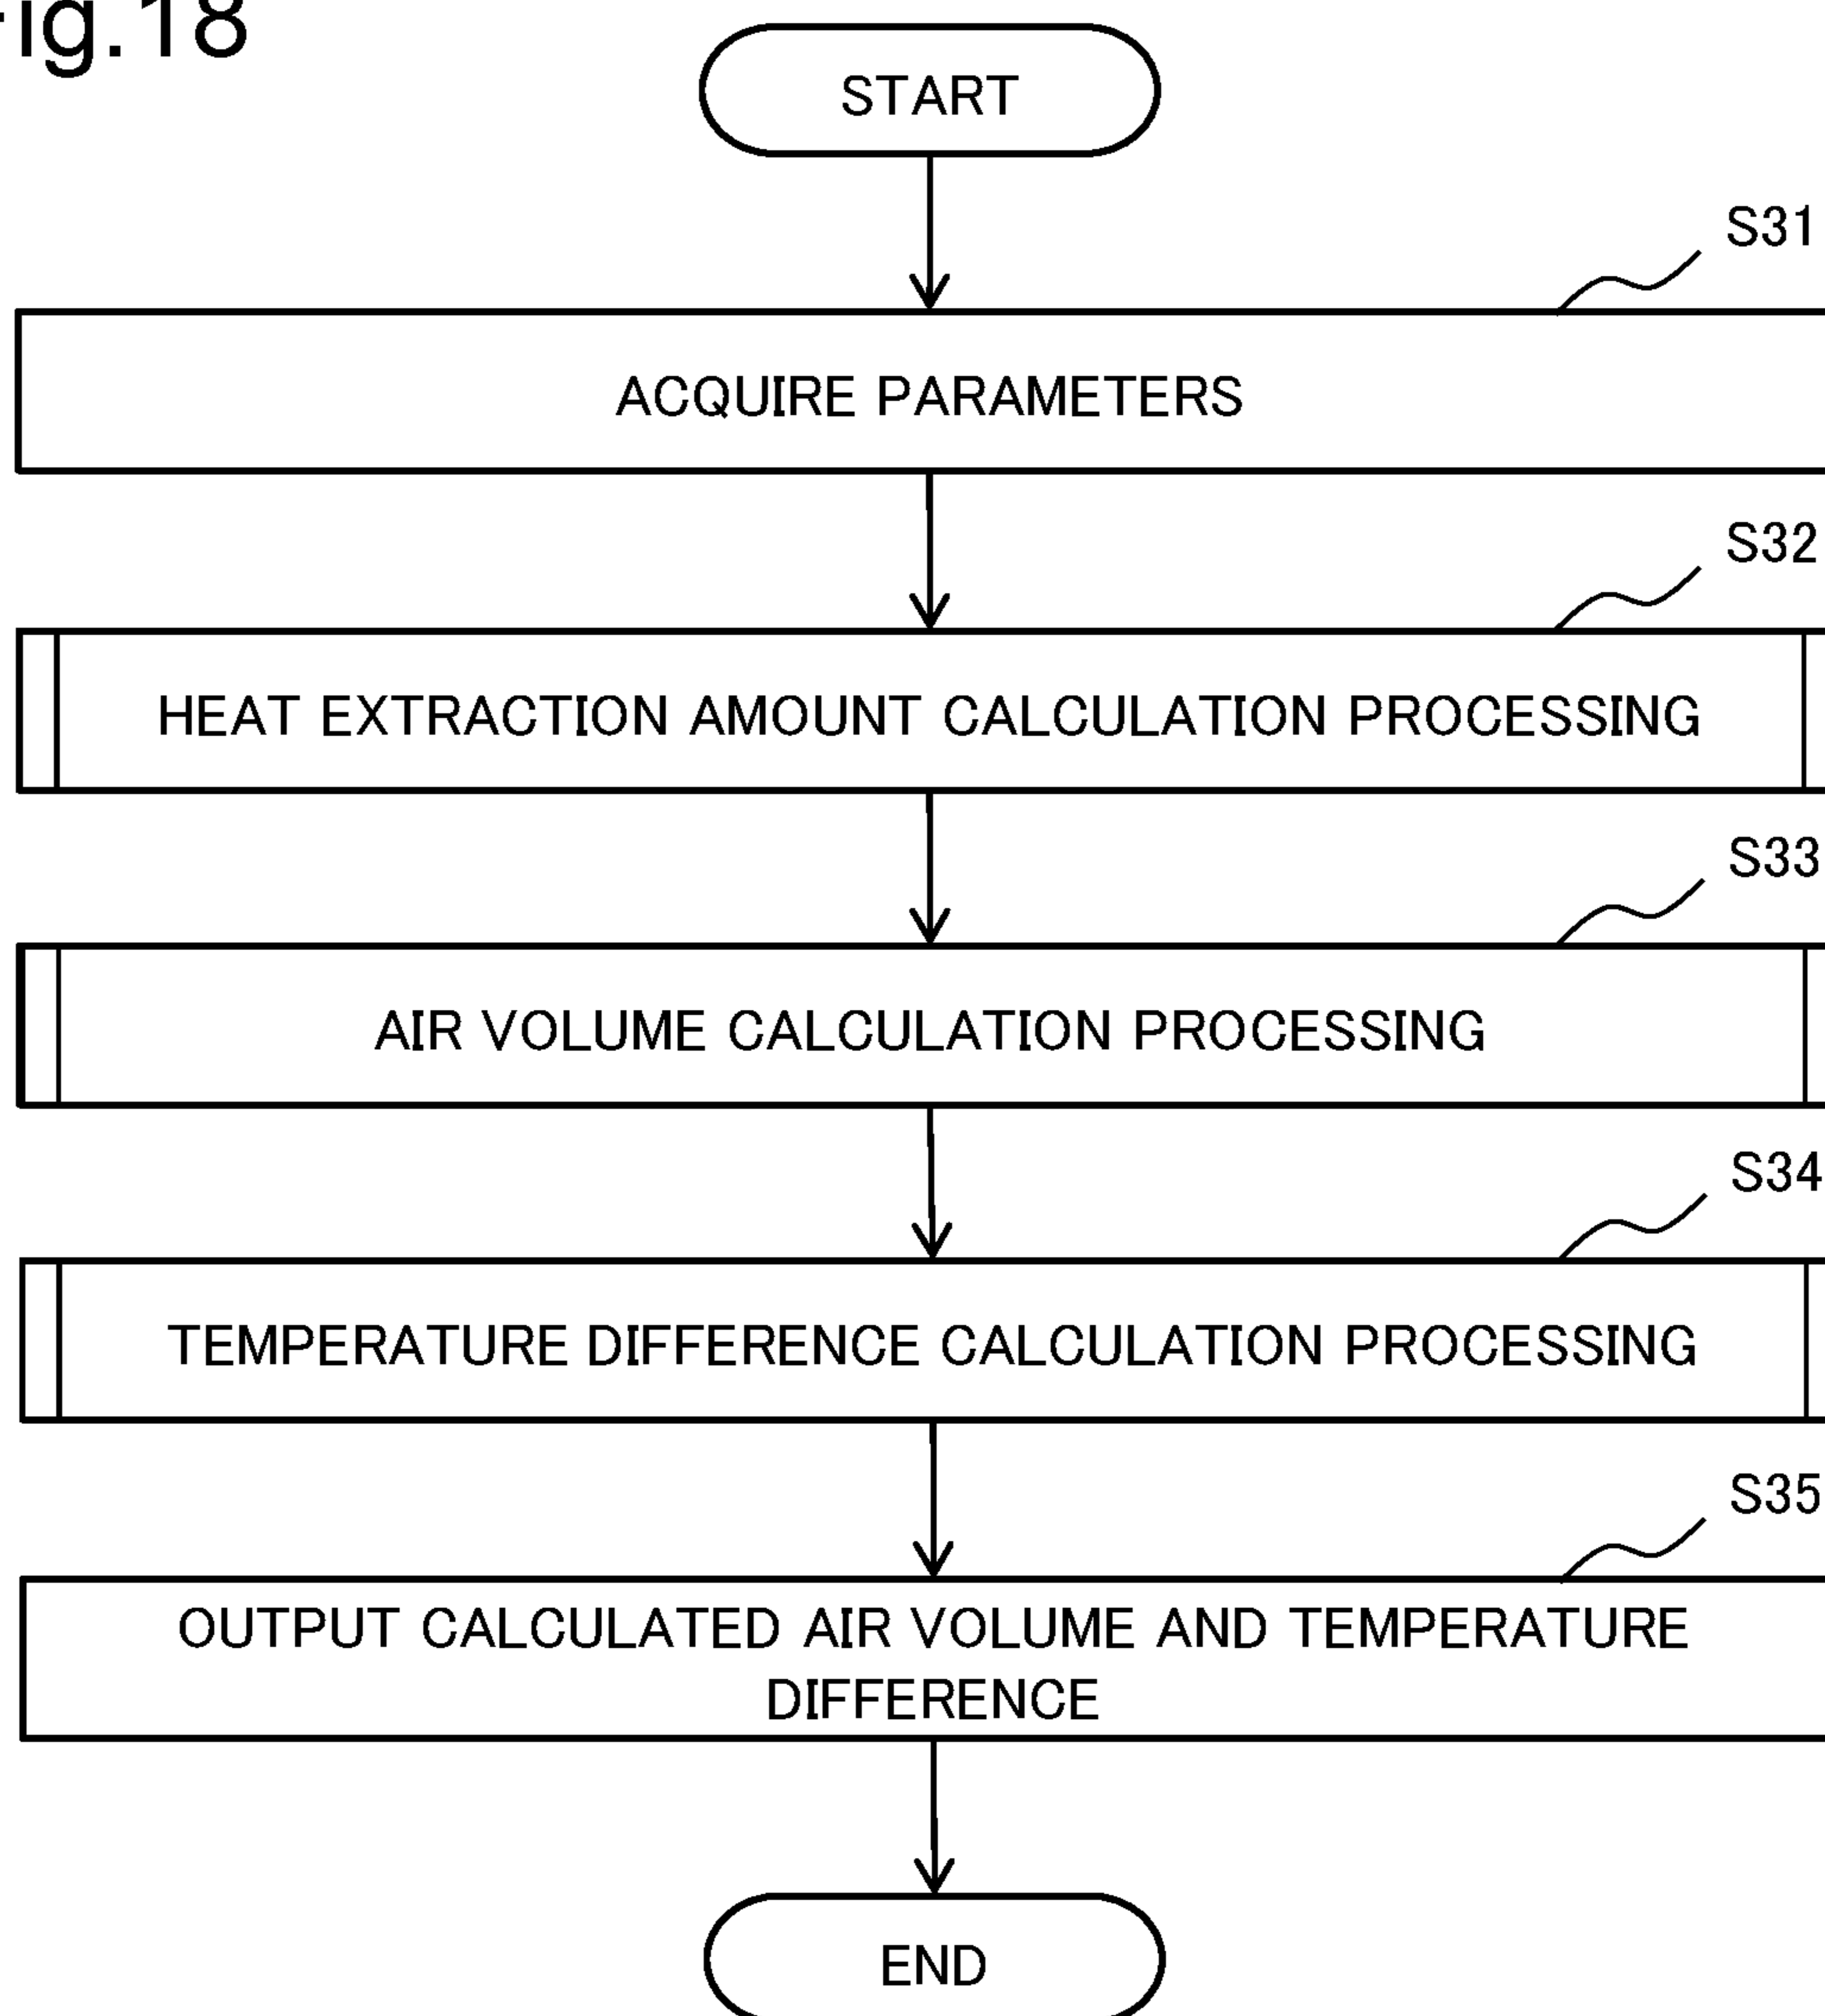 Fig.18
START
S31
ACQUIRE PARAMETERS
S32
HEAT EXTRACTION AMOUNT CALCULATION PROCESSING
S33
AIR VOLUME CALCULATION PROCESSING
S34
TEMPERATURE DIFFERENCE CALCULATION PROCESSING
S35
OUTPUT CALCULATED AIR VOLUME AND TEMPERATURE
DIFFERENCE
END